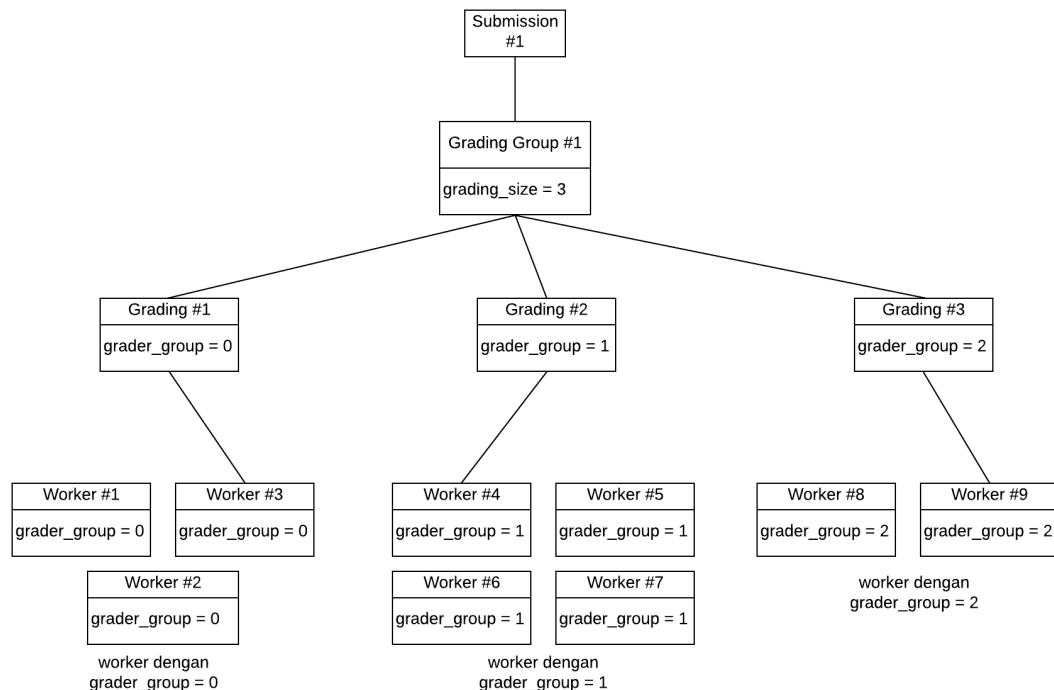 Submission
#1
Grading Group #1
grading_size = 3
Grading #1
grader_group = 0
Grading #2
grader_group = 1
Grading #3
grader_group = 2
Worker #1
grader_group = 0
Worker #3
grader_group = 0
Worker #2
grader_group = 0
worker dengan
grader_group = 0
Worker #4
grader_group = 1
Worker #5
grader_group = 1
Worker #6
grader_group = 1
Worker #7
grader_group = 1
worker dengan
grader_group = 1
Worker #8
grader_group = 2
Worker #9
grader_group = 2
worker dengan
grader_group = 2